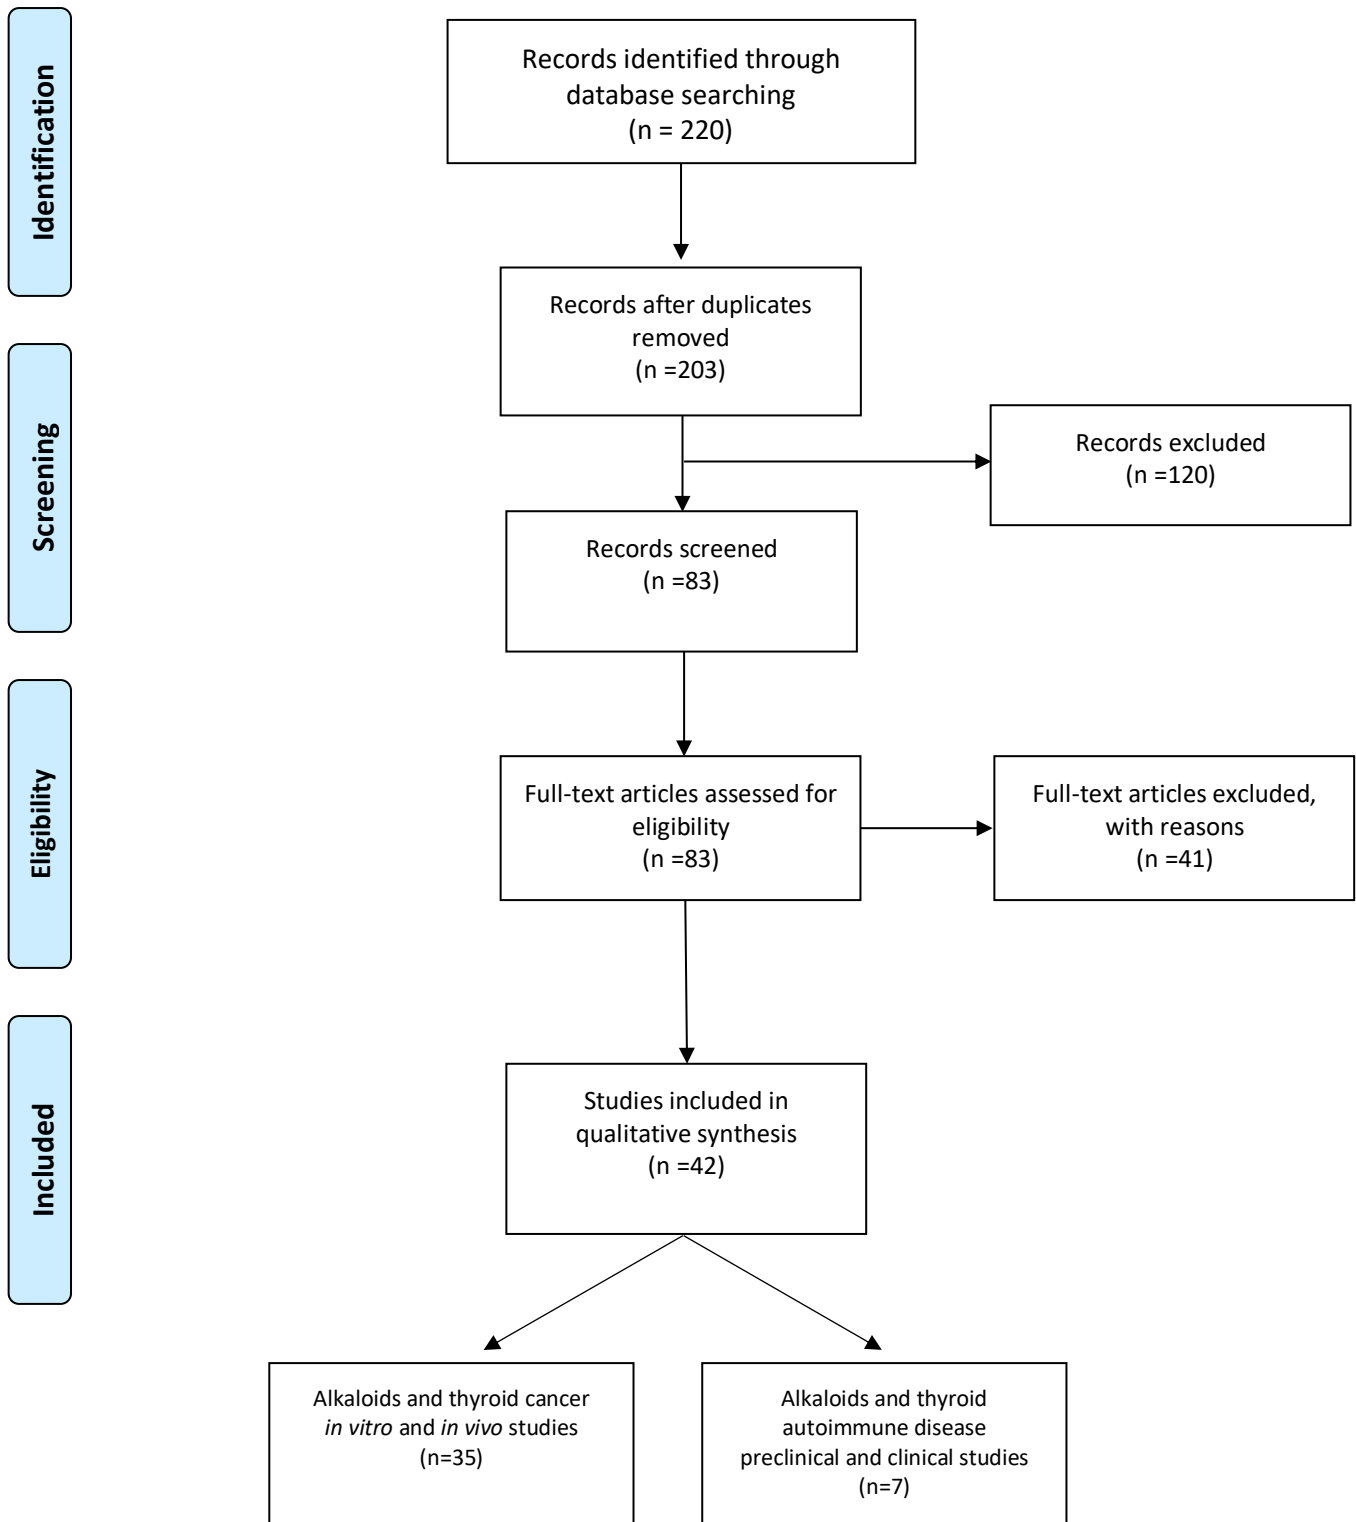 Identification
Records identified through
database searching
(n = 220)
Records after duplicates
removed
(n =203)
Screening
Records excluded
(n =120)
Records screened
(n =83)
Eligibility
Full-text articles assessed for
eligibility
(n =83)
Full-text articles excluded,
with reasons
(n =41)
Included
Studies included in
qualitative synthesis
(n =42)
Alkaloids and thyroid cancer
in vitro and in vivo studies
(n=35)
Alkaloids and thyroid
autoimmune disease
preclinical and clinical studies
(n=7)